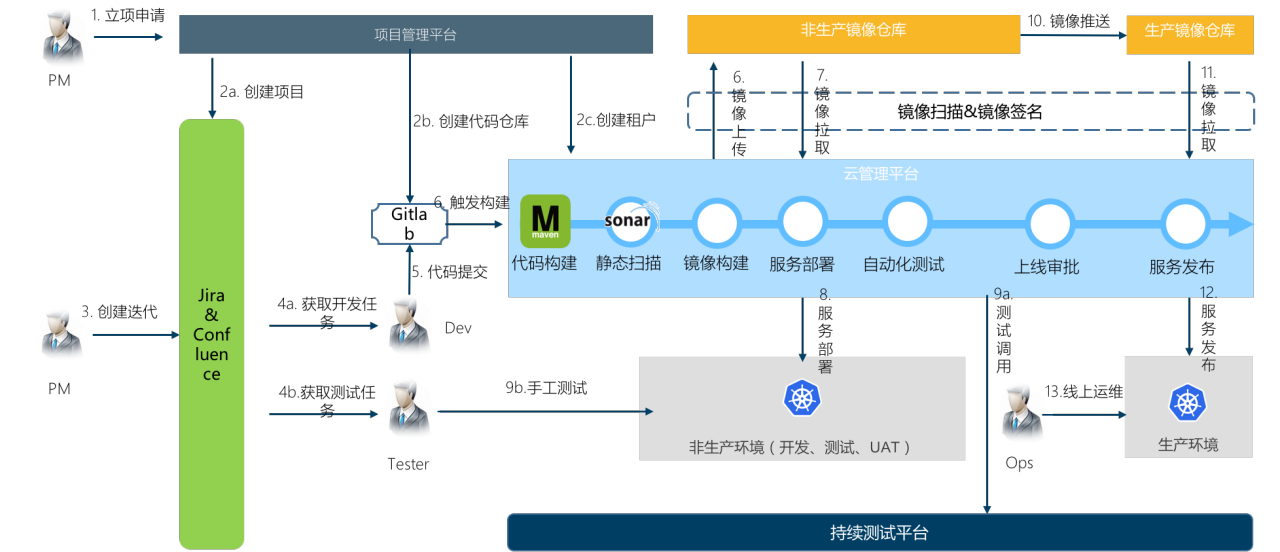 1. 立项申请
PM
项目管理平台
非生产镜像仓库
10. 镜像推送
生产镜像仓库
2a. 创建项目
2b. 创建代码仓库
2c.创建租户
6.
镜
像
上
传
7.
镜
像
拉
取
11.
镜
像
拉
取
镜像扫描&镜像签名
云管理平台
Gitla
b
6. 触发构建
M
maven
sonar
代码构建
静态扫描
镜像构建
服务部署
自动化测试
上线审批
服务发布
5. 代码提交
3. 创建迭代
PM
Jira
&
Conf
luen
ce
4a. 获取开发任
务
Dev
4b.获取测试任
务
Tester
9b.手工测试
8.
服
务
部
署
9a.
测
试
调
用
12.
服
务
发
布
非生产环境（开发、测试、UAT）
13.线上运维
Ops
生产环境
持续测试平台